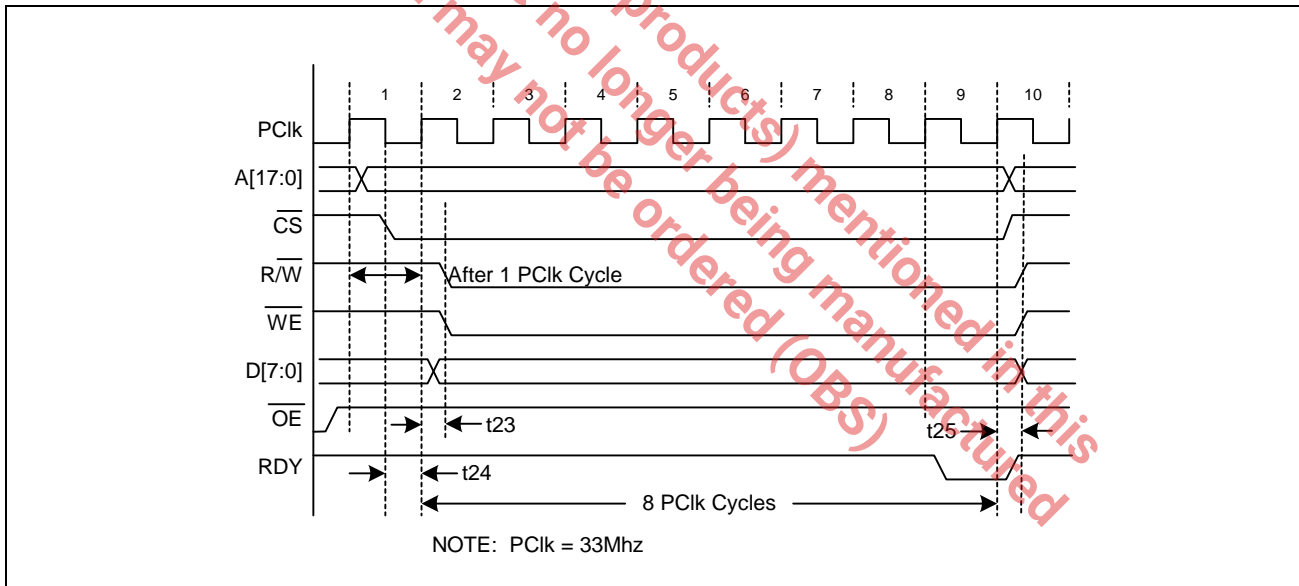 products) mentioned in this
no longer being manufactured
may not be ordered (OBS)
1 2 3 4 5 6 7 8 9 10
PClk
A[17:0]
CS
R/W After 1 PClk Cycle
WE
D[7:0]
OE
t23 t25
RDY
t24
8 PClk Cycles
NOTE: PClk = 33Mhz